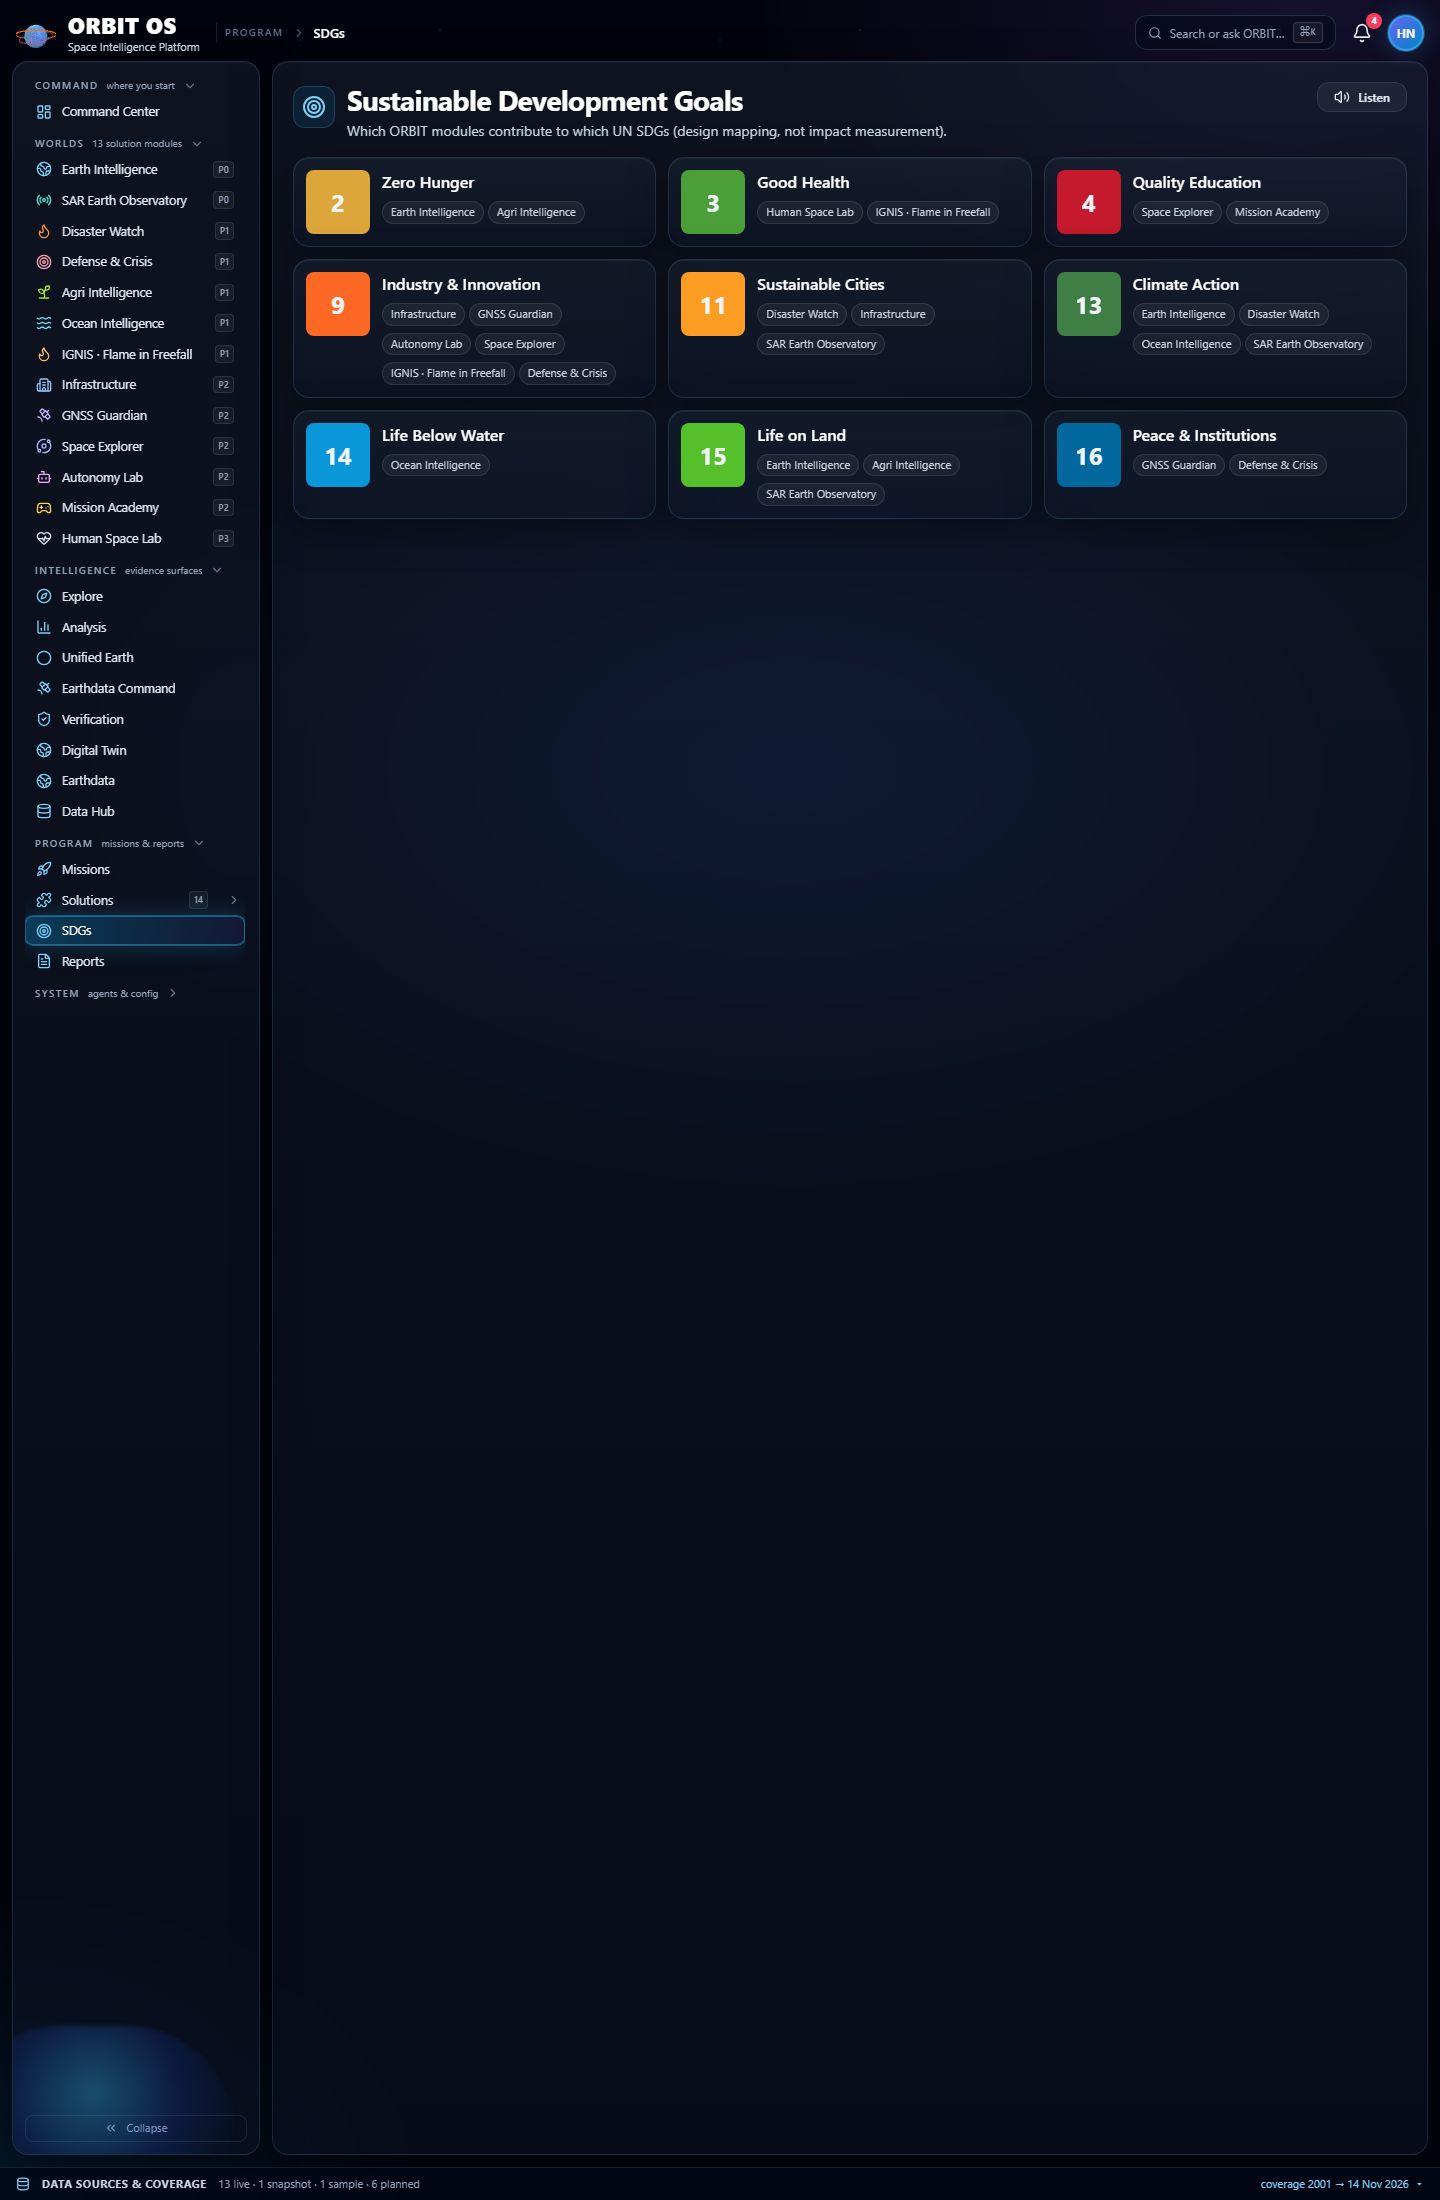 ORBIT OS
Space Intelligence Platform
PROGRAM > SDGs
Search or ask ORBIT... ⌘K
4
HN
COMMAND where you start
Command Center
WORLDS 13 solution modules
Earth Intelligence P0
SAR Earth Observatory P0
Disaster Watch P1
Defense & Crisis P1
Agri Intelligence P1
Ocean Intelligence P1
IGNIS · Flame in Freefall P1
Infrastructure P2
GNSS Guardian P2
Space Explorer P2
Autonomy Lab P2
Mission Academy P2
Human Space Lab P3
INTELLIGENCE evidence surfaces
Explore
Analysis
Unified Earth
Earthdata Command
Verification
Digital Twin
Earthdata
Data Hub
PROGRAM missions & reports
Missions
Solutions 14
SDGs
Reports
SYSTEM agents & config
Collapse
Sustainable Development Goals
Which ORBIT modules contribute to which UN SDGs (design mapping, not impact measurement).
Listen
2
Zero Hunger
Earth Intelligence Agri Intelligence
3
Good Health
Human Space Lab IGNIS · Flame in Freefall
4
Quality Education
Space Explorer Mission Academy
9
Industry & Innovation
Infrastructure GNSS Guardian
Autonomy Lab Space Explorer
IGNIS · Flame in Freefall Defense & Crisis
11
Sustainable Cities
Disaster Watch Infrastructure
SAR Earth Observatory
13
Climate Action
Earth Intelligence Disaster Watch
Ocean Intelligence SAR Earth Observatory
14
Life Below Water
Ocean Intelligence
15
Life on Land
Earth Intelligence Agri Intelligence
SAR Earth Observatory
16
Peace & Institutions
GNSS Guardian Defense & Crisis
DATA SOURCES & COVERAGE 13 live · 1 snapshot · 1 sample · 6 planned
coverage 2001 → 14 Nov 2026